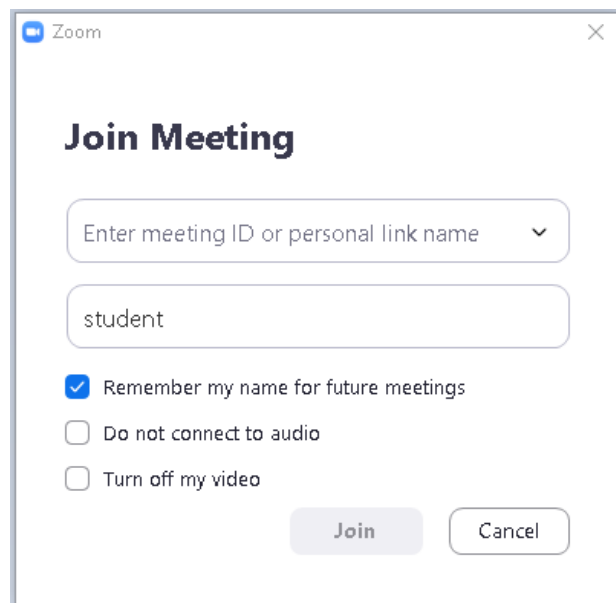 Zoom
Join Meeting
Enter meeting ID or personal link name
student
Remember my name for future meetings
Do not connect to audio
Turn off my video
Join Cancel